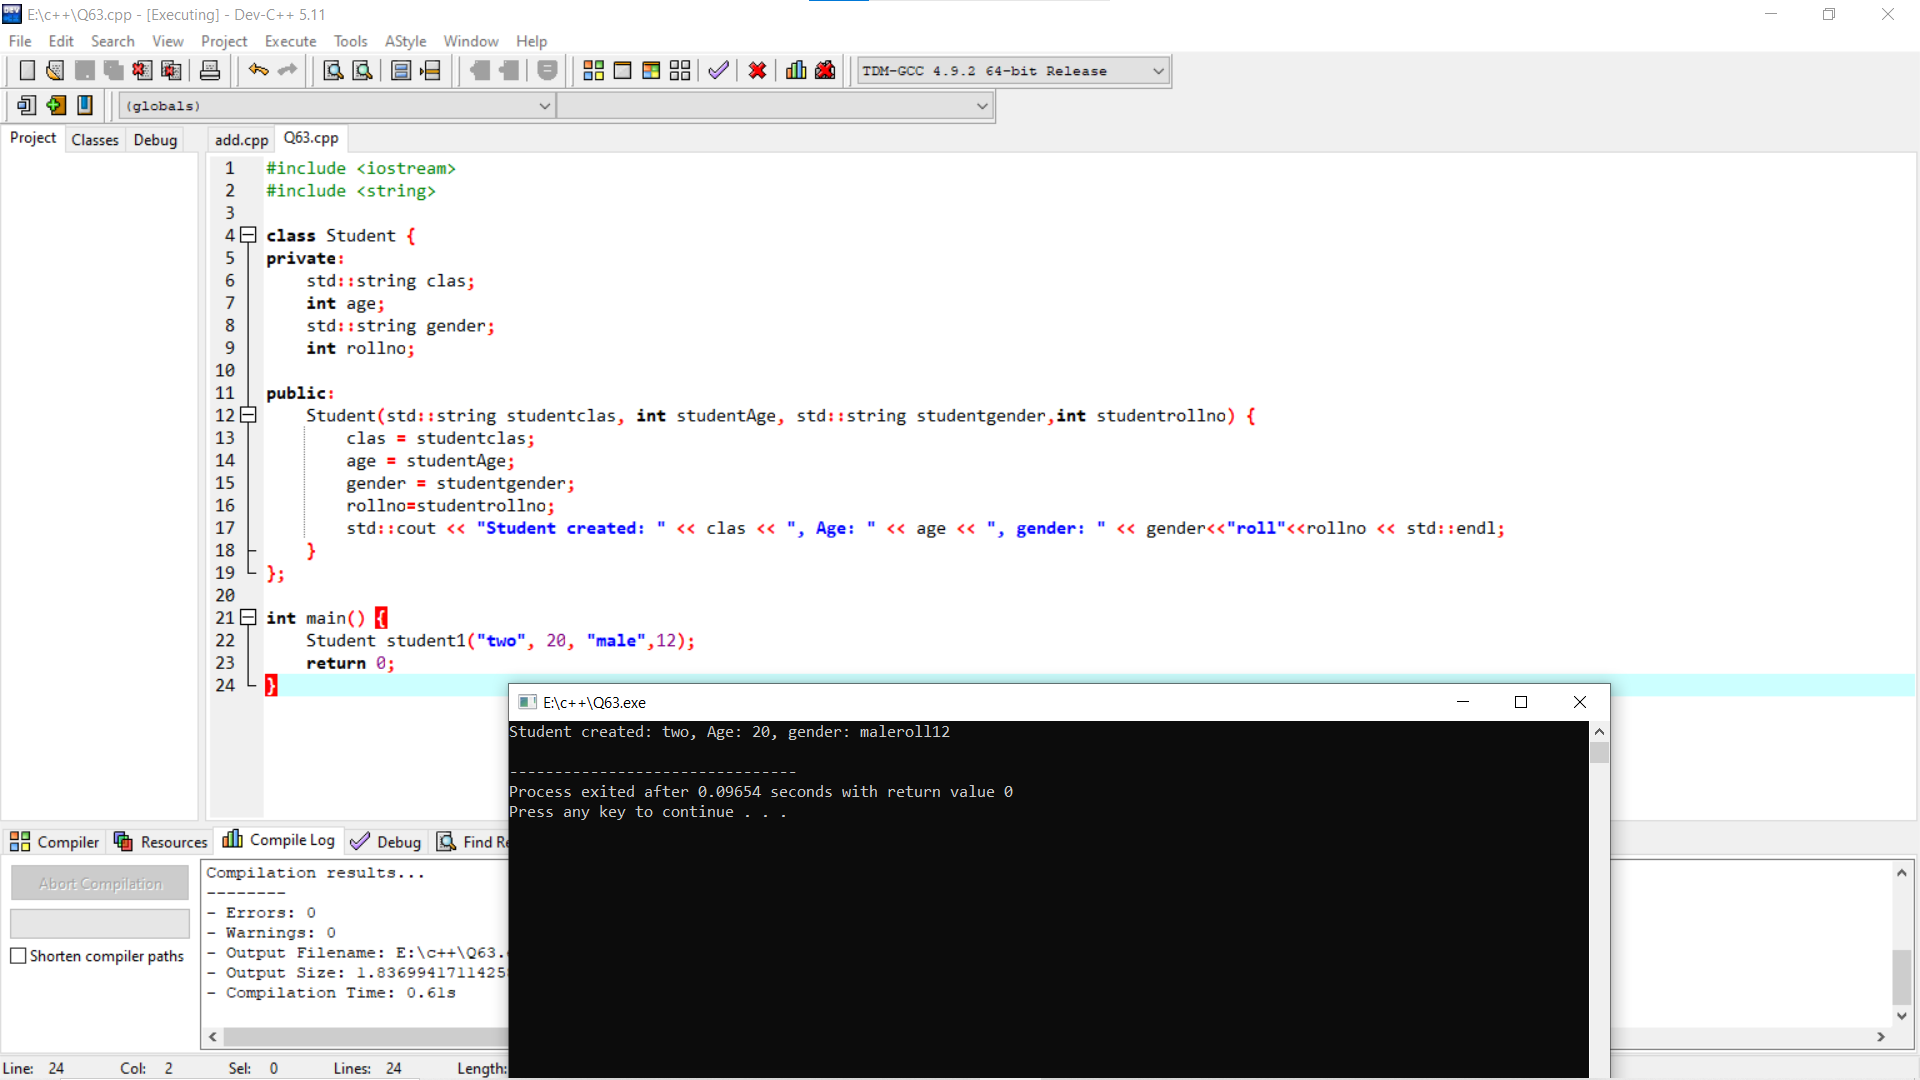 E:\c++\Q63.cpp - [Executing] - Dev-C++ 5.11
File Edit Search View Project Execute Tools AStyle Window Help
TDM-GCC 4.9.2 64-bit Release
(globals)
Project Classes Debug add.cpp Q63.cpp
1 #include <iostream>
2 #include <string>
3
4 class Student {
5 private:
6 std::string clas;
7 int age;
8 std::string gender;
9 int rollno;
10
11 public:
12 Student(std::string studentclas, int studentAge, std::string studentgender,int studentrollno) {
13 clas = studentclas;
14 age = studentAge;
15 gender = studentgender;
16 rollno=studentrollno;
17 std::cout << "Student created: " << clas << ", Age: " << age << ", gender: " << gender<<"roll"<<rollno << std::endl;
18 }
19 };
20
21 int main() {
22 Student student1("two", 20, "male",12);
23 return 0;
24 }
E:\c++\Q63.exe
Student created: two, Age: 20, gender: maleroll12
--------------------------------
Process exited after 0.09654 seconds with return value 0
Press any key to continue . . .
Compiler Resources Compile Log Debug Find Re
Abort Compilation
Shorten compiler paths
Compilation results...
--------
- Errors: 0
- Warnings: 0
- Output Filename: E:\c++\Q63.
- Output Size: 1.8369941711425
- Compilation Time: 0.61s
Line: 24 Col: 2 Sel: 0 Lines: 24 Length: